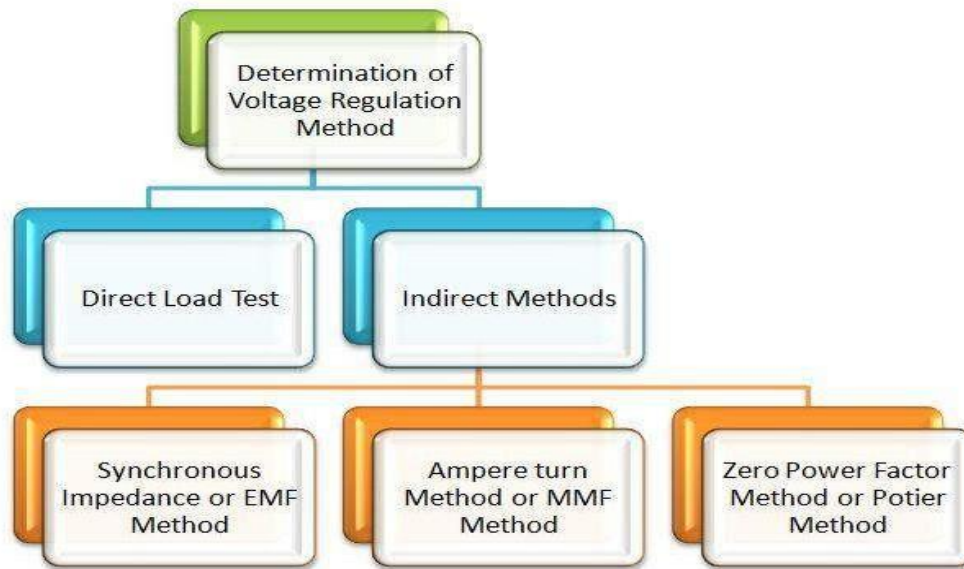 Determination of
Voltage Regulation
Method
Direct Load Test
Indirect Methods
Synchronous
Impedance or EMF
Method
Ampere turn
Method or MMF
Method
Zero Power Factor
Method or Potier
Method